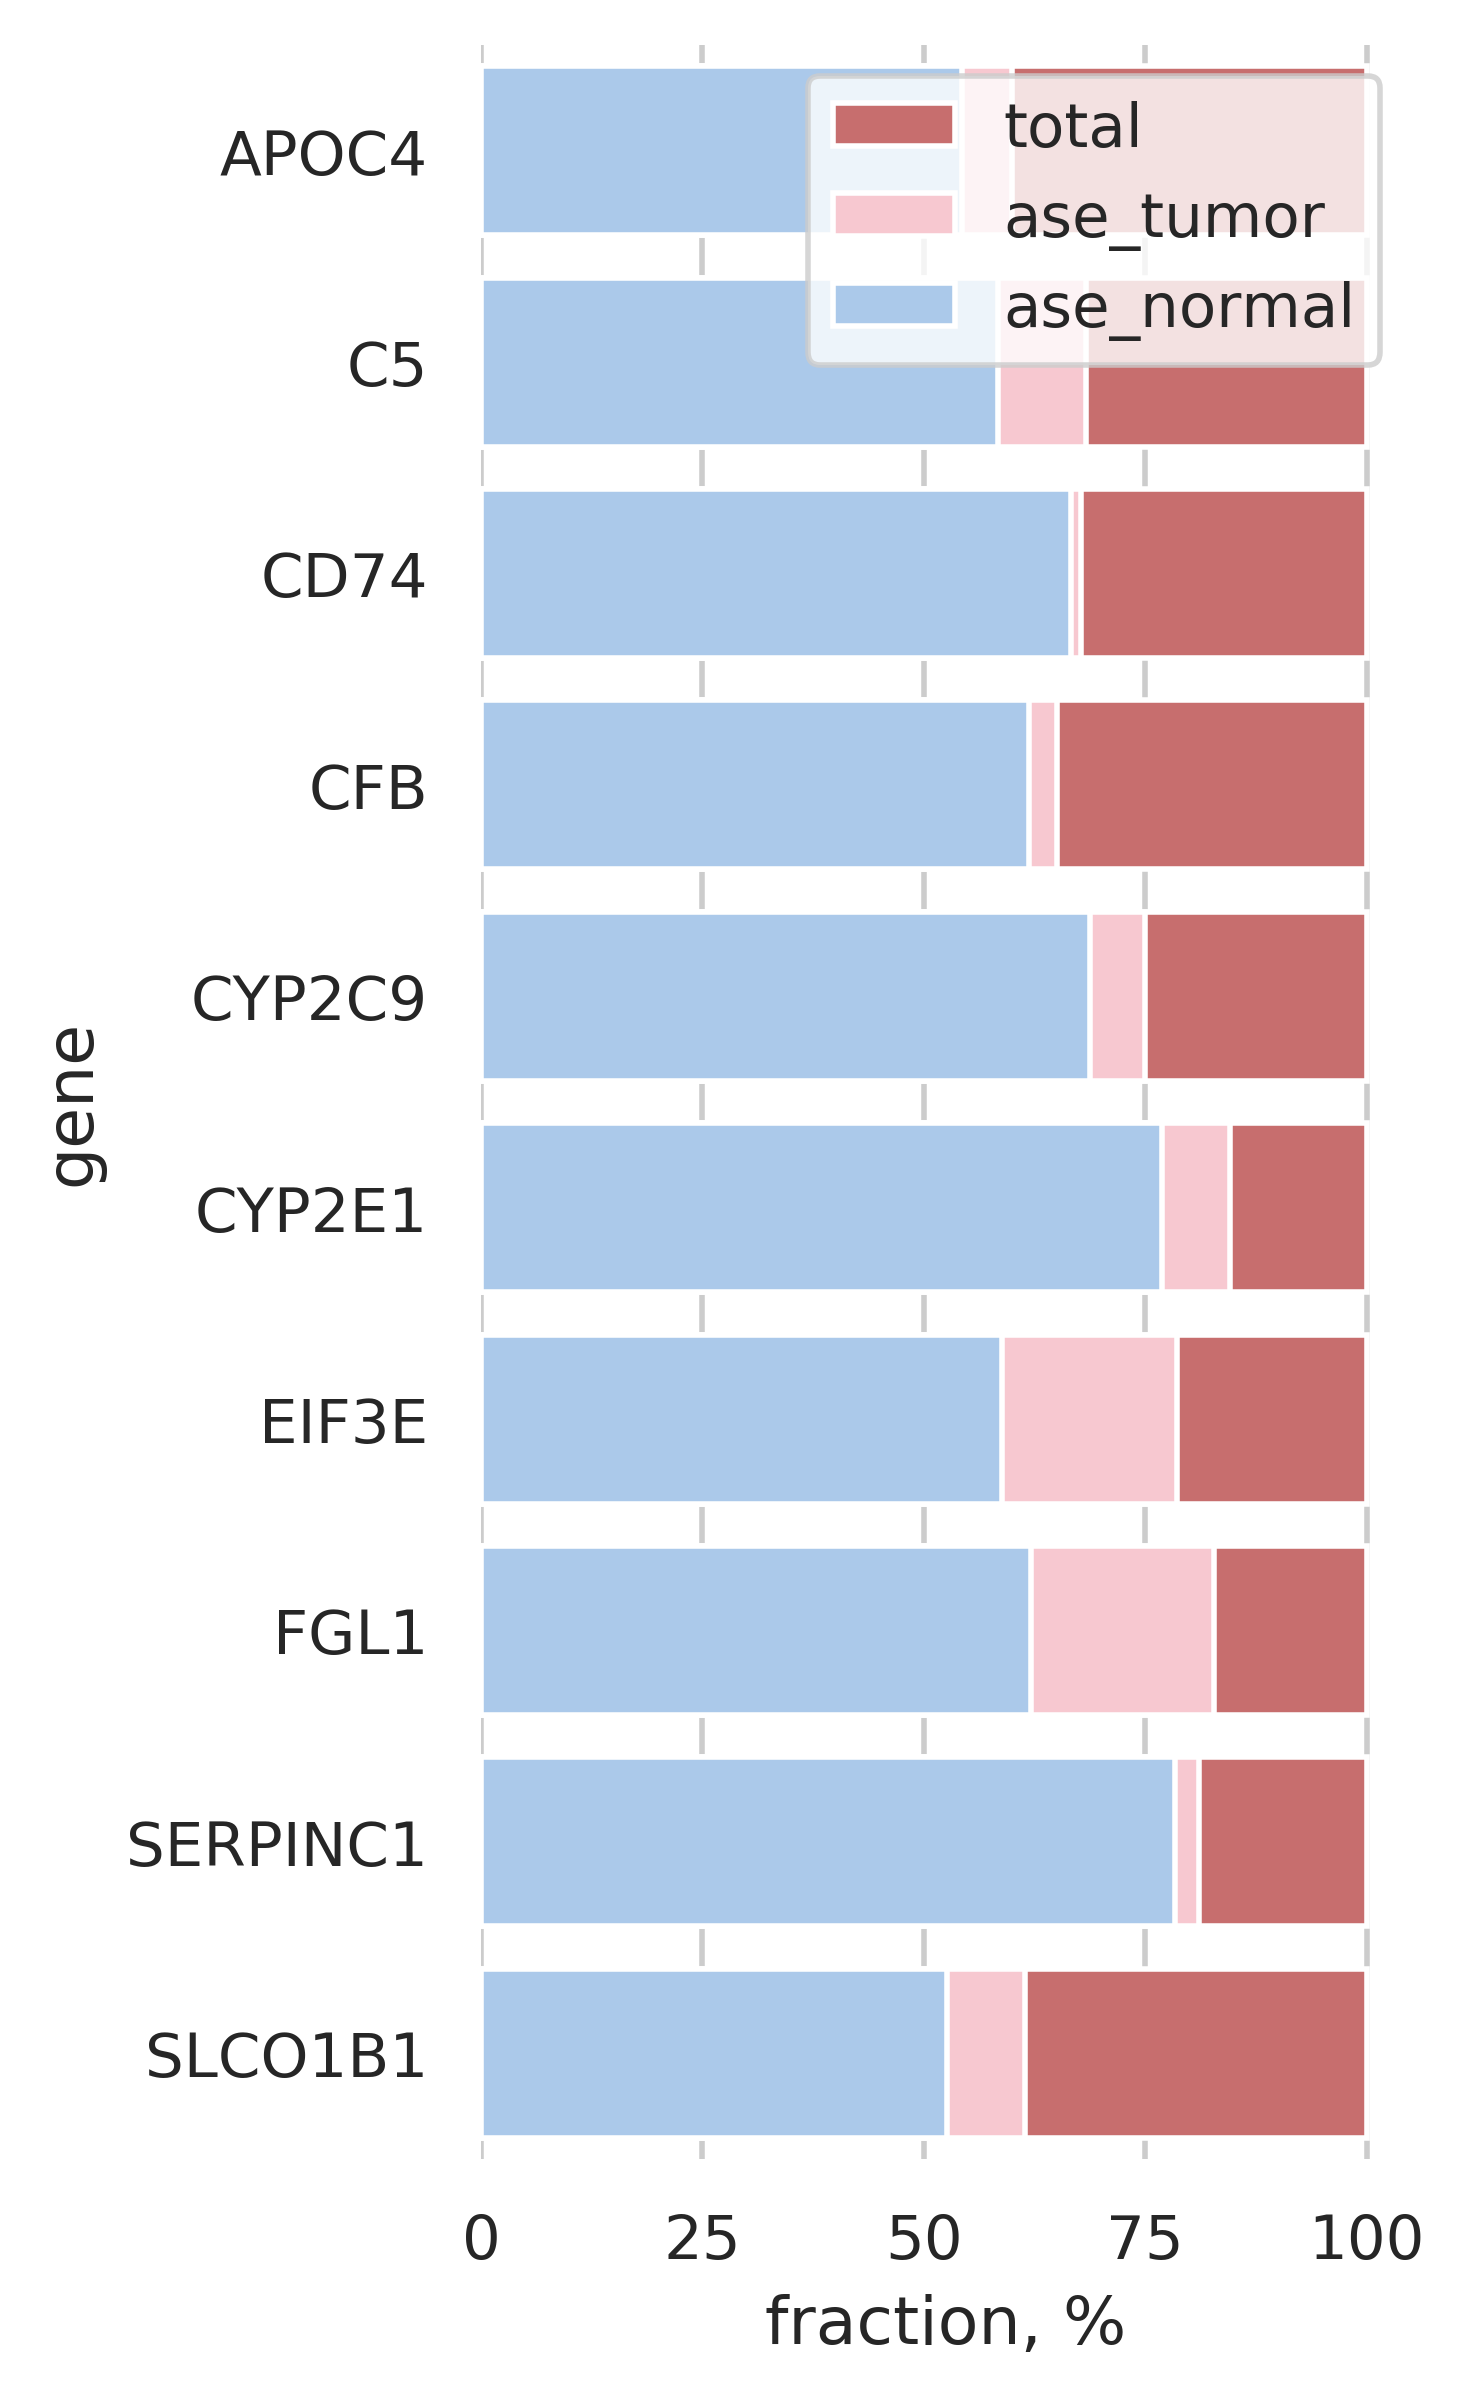 total
ase_tumor
ase_normal
APOC4
C5
CD74
CFB
CYP2C9
CYP2E1
EIF3E
FGL1
SERPINC1
SLCO1B1
gene
0 25 50 75 100
fraction, %